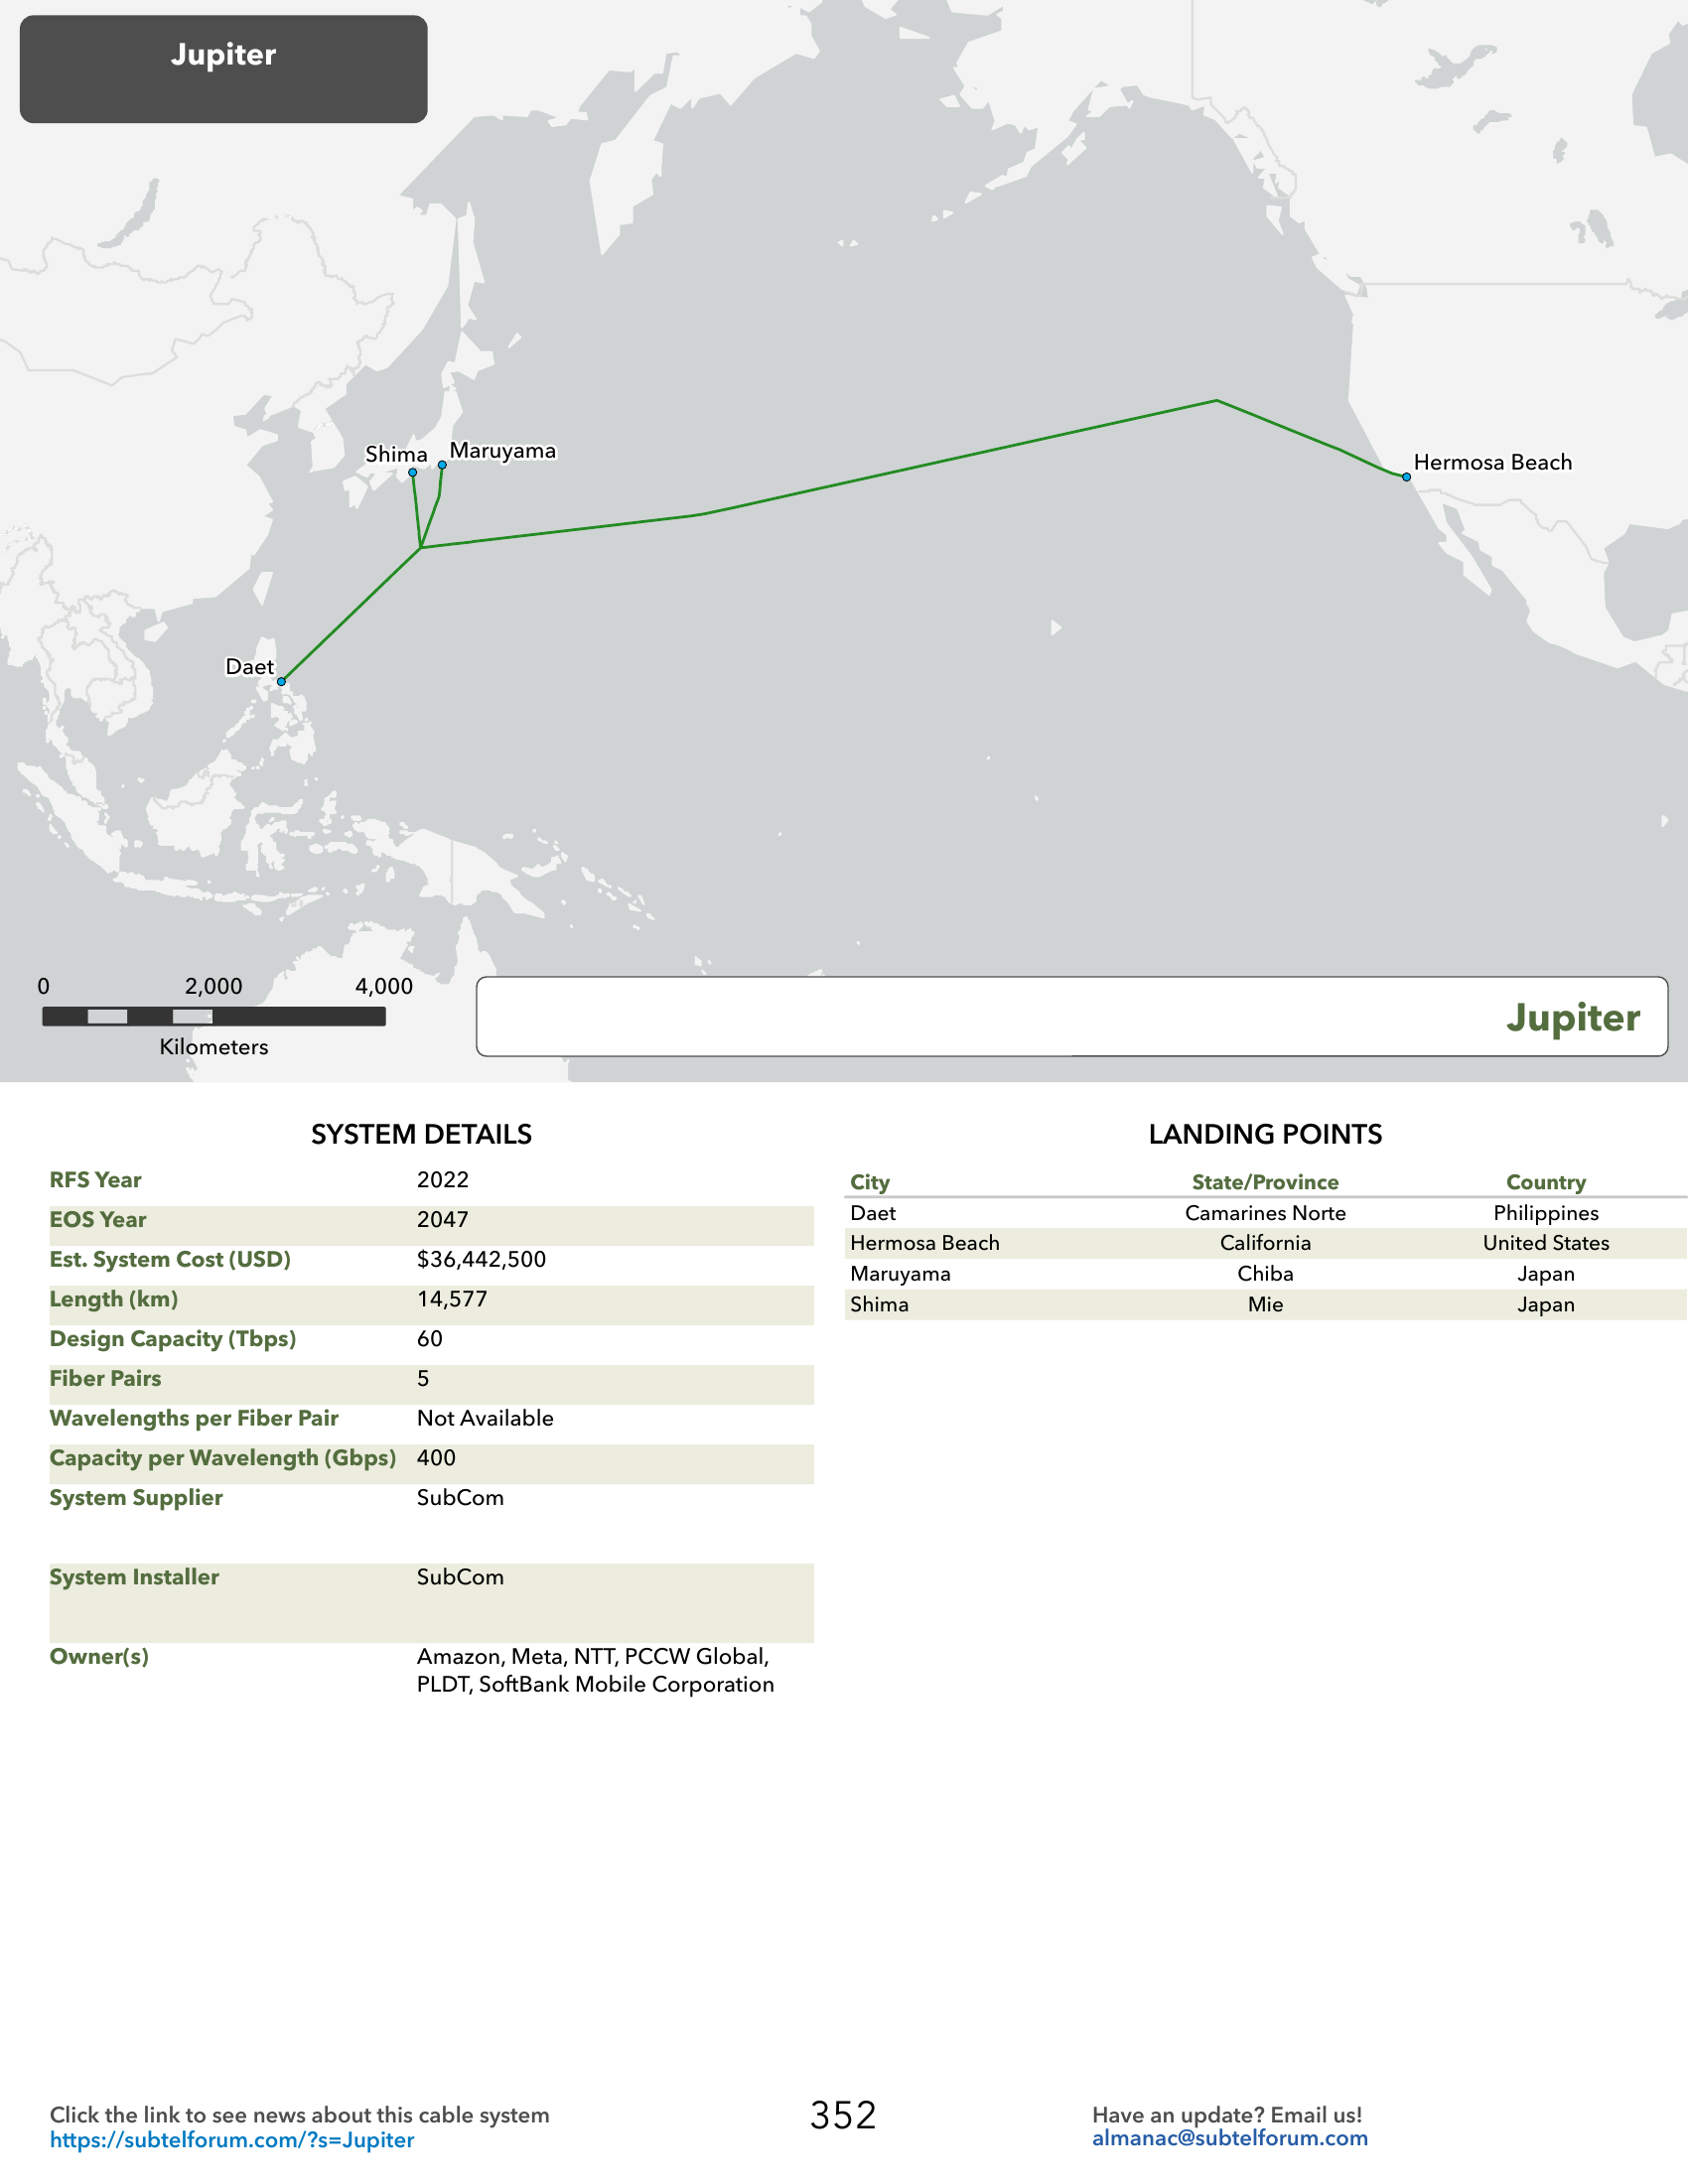 Jupiter
Shima
Maruyama
Hermosa Beach
Daet
0 2,000 4,000
Kilometers
Jupiter
SYSTEM DETAILS
RFS Year 2022
EOS Year 2047
Est. System Cost (USD) $36,442,500
Length (km) 14,577
Design Capacity (Tbps) 60
Fiber Pairs 5
Wavelengths per Fiber Pair Not Available
Capacity per Wavelength (Gbps) 400
System Supplier SubCom
System Installer SubCom
Owner(s) Amazon, Meta, NTT, PCCW Global,
PLDT, SoftBank Mobile Corporation
LANDING POINTS
City State/Province Country
Daet Camarines Norte Philippines
Hermosa Beach California United States
Maruyama Chiba Japan
Shima Mie Japan
Click the link to see news about this cable system
https://subtelforum.com/?s=Jupiter
352
Have an update? Email us!
almanac@subtelforum.com